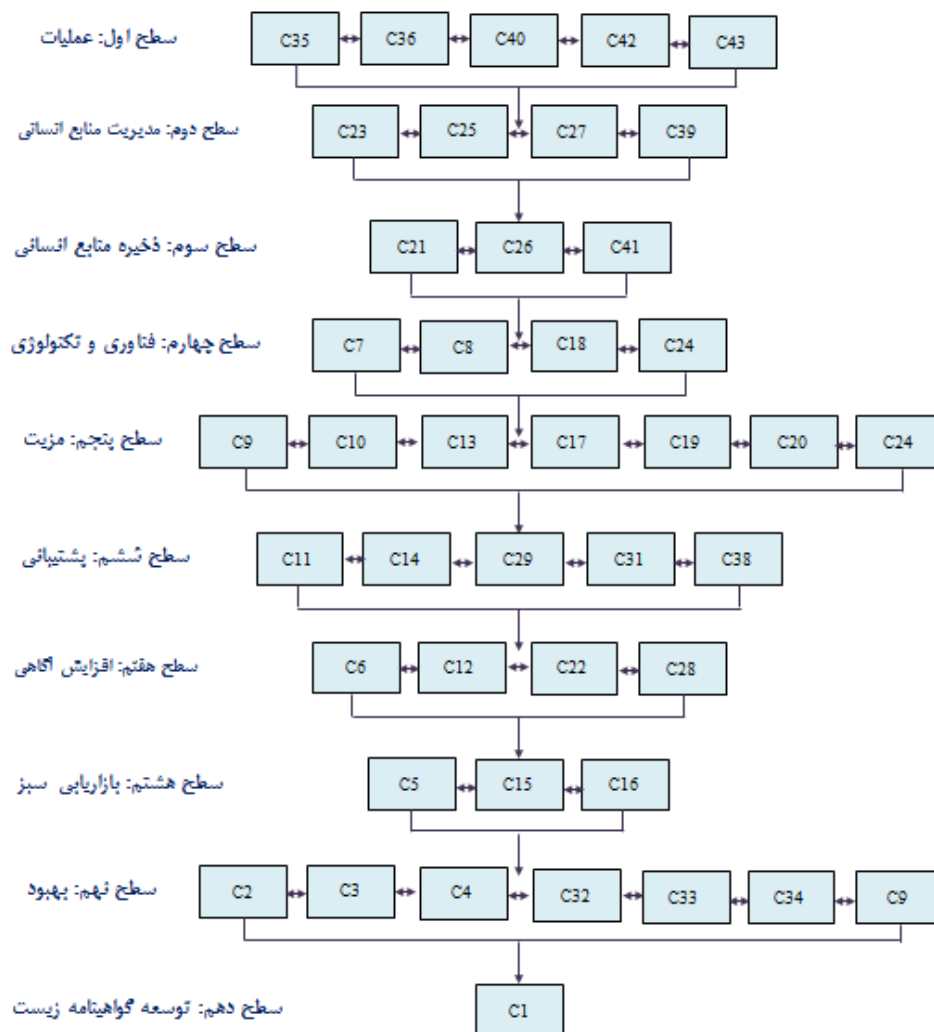 سطح اول: عملیات
C35 C36 C40 C42 C43
سطح دوم: مدیریت منابع انسانی
C23 C25 C27 C39
سطح سوم: ذخیره منابع انسانی
C21 C26 C41
سطح چهارم: فناوری و تکنولوژی
C7 C8 C18 C24
سطح پنجم: مزیت
C9 C10 C13 C17 C19 C20 C24
سطح ششم: پشتیبانی
C11 C14 C29 C31 C38
سطح هفتم: افزایش آگاهی
C6 C12 C22 C28
سطح هشتم: بازاریابی سبز
C5 C15 C16
سطح نهم: بهبود
C2 C3 C4 C32 C33 C34 C9
سطح دهم: توسعه گواهینامه زیست
C1